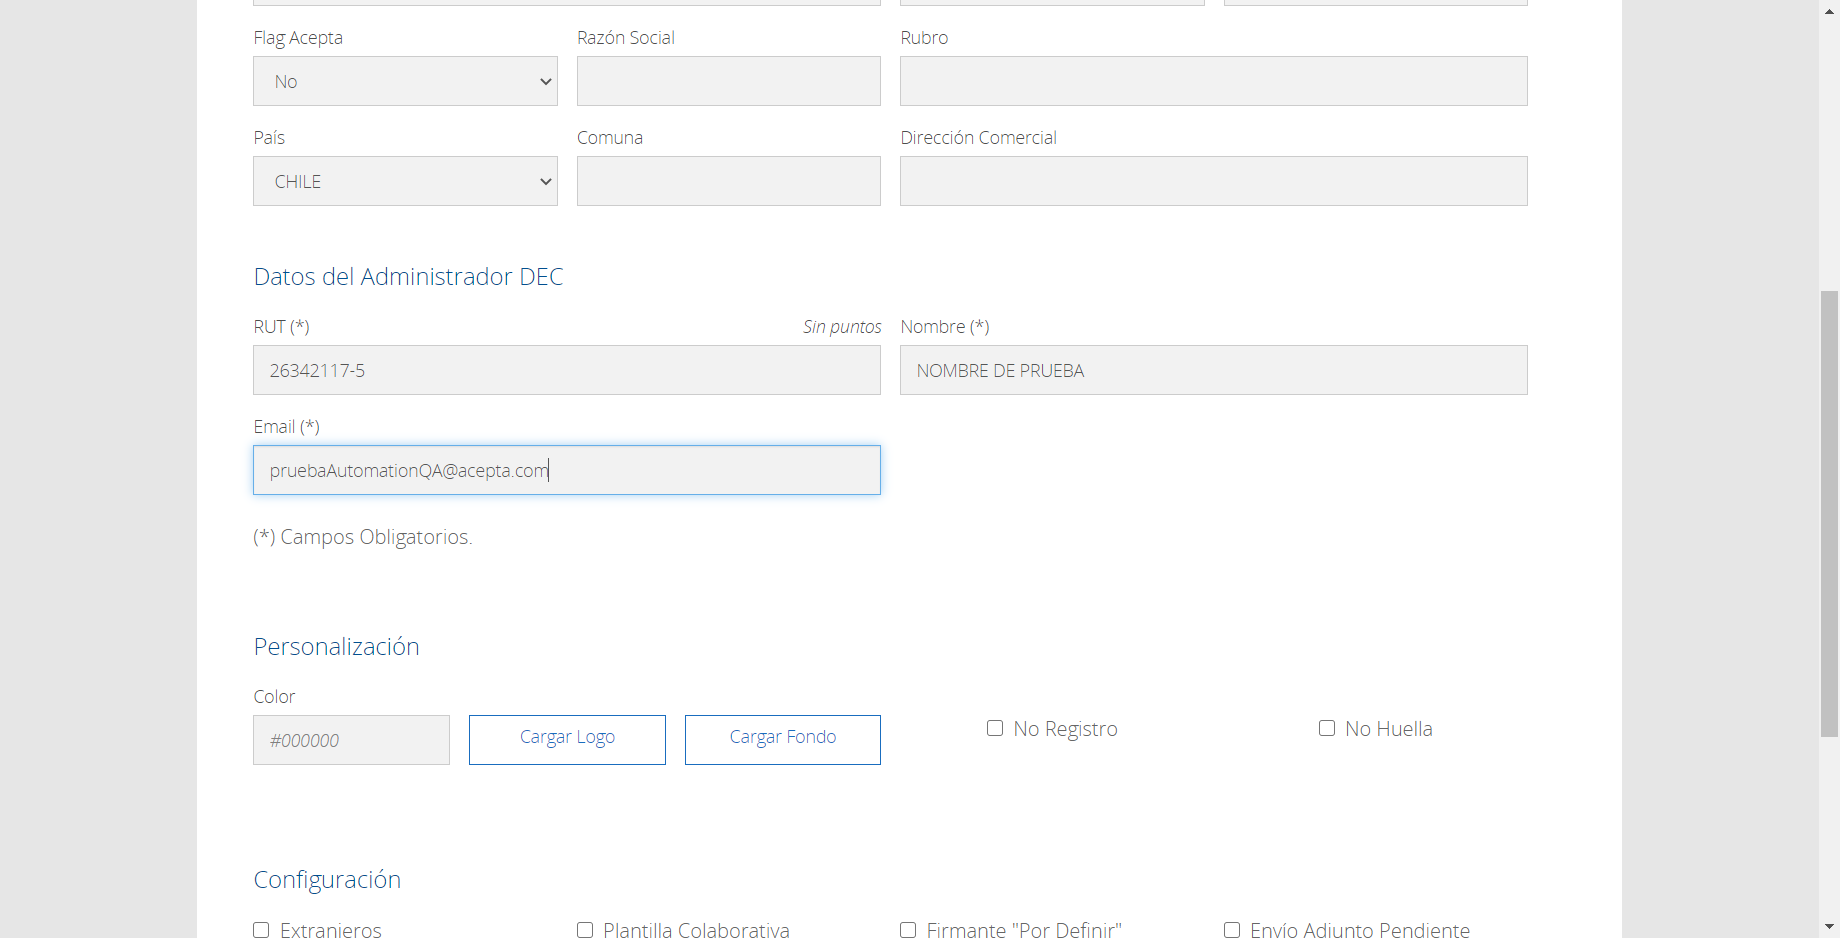 Flag Acepta Razón Social Rubro
No
País Comuna Dirección Comercial
CHILE
Datos del Administrador DEC
RUT (*) Sin puntos Nombre (*)
26342117-5 NOMBRE DE PRUEBA
Email (*)
pruebaAutomationQA@acepta.com
(*) Campos Obligatorios.
Personalización
Color
#000000 Cargar Logo Cargar Fondo No Registro No Huella
Configuración
Extranjeros Plantilla Colaborativa Firmante "Por Definir" Envío Adjunto Pendiente